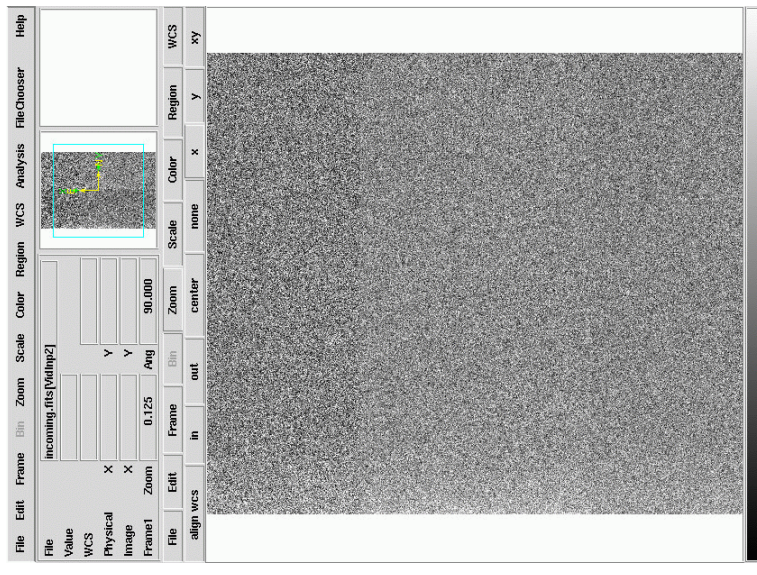 File Edit Frame Bin Zoom Scale Color Region WCS Analysis FileChooser Help
File incoming.fits[VidInp2]
Value
WCS
Physical X Y
Image X Y
Frame1 Zoom 0.125 Ang 90.000
File Edit Frame Bin Zoom Scale Color Region WCS
align wcs in out center none x y xy